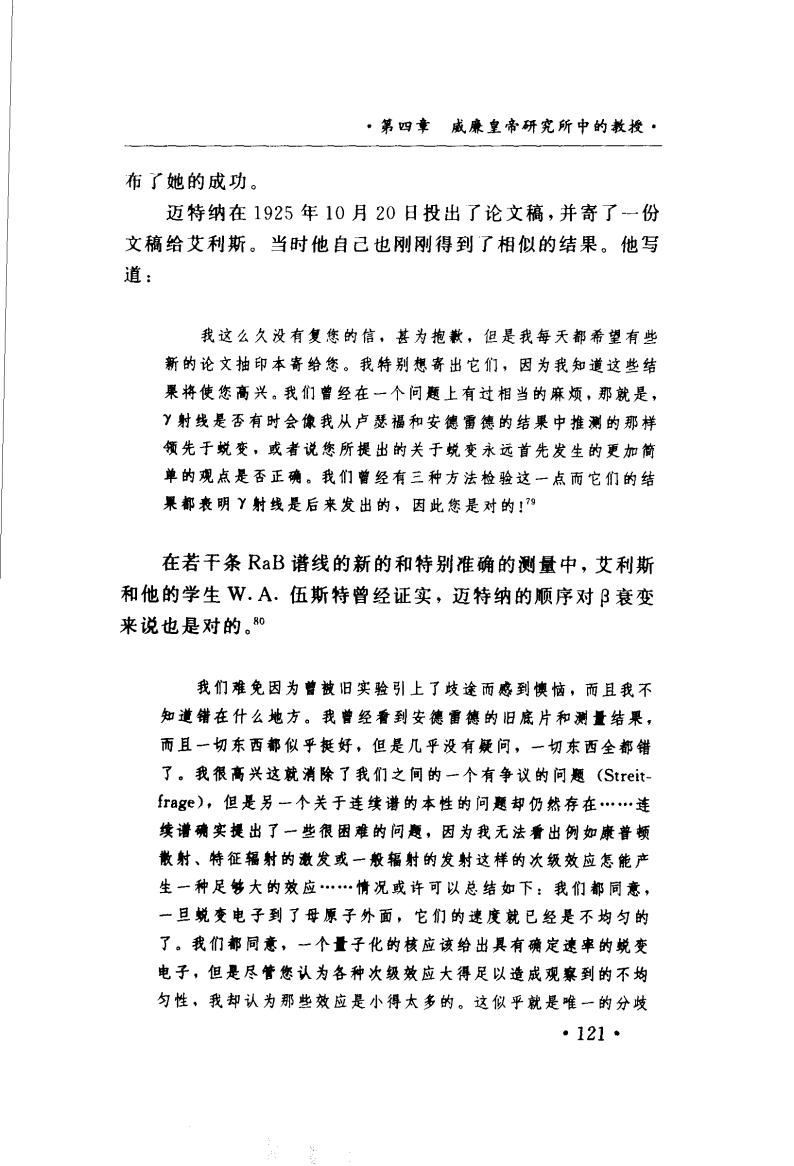 ·第四章　威廉皇帝研究所中的教授·
布了她的成功。
迈特纳在 1925 年 10 月 20 日投出了论文稿，并寄了一份
文稿给艾利斯。当时他自己也刚刚得到了相似的结果。他写
道：
我这么久没有复您的信，甚为抱歉，但是我每天都希望有些
新的论文抽印本寄给您。我特别想寄出它们，因为我知道这些结
果将使您高兴。我们曾经在一个问题上有过相当的麻烦，那就是，
γ射线是否有时会像我从卢瑟福和安德雷德的结果中推测的那样
领先于蜕变，或者说您所提出的关于蜕变永远首先发生的更加简
单的观点是否正确。我们曾经有三种方法检验这一点而它们的结
果都表明γ射线是后来发出的，因此您是对的！79
在若干条 RaB 谱线的新的和特别准确的测量中，艾利斯
和他的学生 W.A. 伍斯特曾经证实，迈特纳的顺序对β衰变
来说也是对的。80
我们难免因为曾被旧实验引上了歧途而感到懊恼，而且我不
知道错在什么地方。我曾经看到安德雷德的旧底片和测量结果，
而且一切东西都似乎挺好，但是几乎没有疑问，一切东西全都错
了。我很高兴这就消除了我们之间的一个有争议的问题（Streit-
frage），但是另一个关于连续谱的本性的问题却仍然存在……连
续谱确实提出了一些很困难的问题，因为我无法看出例如康普顿
散射、特征辐射的激发或一般辐射的发射这样的次级效应怎能产
生一种足够大的效应……情况或许可以总结如下：我们都同意，
一旦蜕变电子到了母原子外面，它们的速度就已经是不均匀的
了。我们都同意，一个量子化的核应该给出具有确定速率的蜕变
电子，但是尽管您认为各种次级效应大得足以造成观察到的不均
匀性，我却认为那些效应是小得太多的。这似乎就是唯一的分歧
·121·